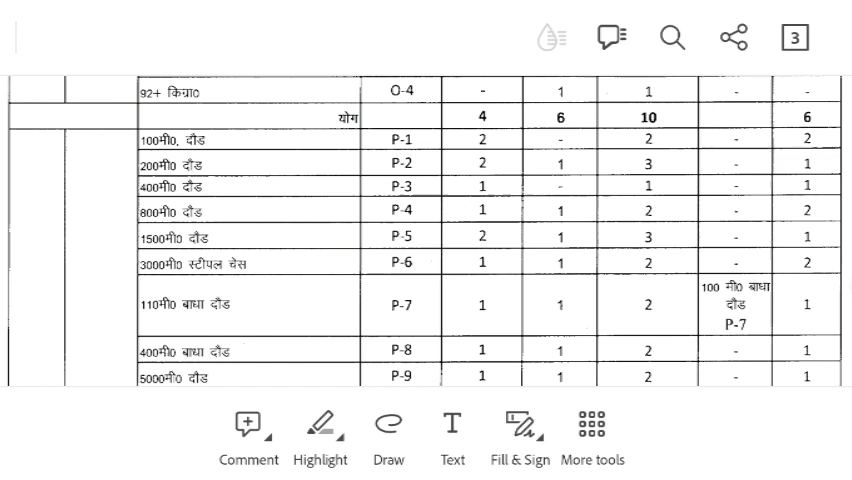 3
92+ किग्रा0 O-4 - 1 1 - -
योग 4 6 10 6
100मी0. दौड P-1 2 - 2 - 2
200मी0 दौड P-2 2 1 3 - 1
400मी0 दौड P-3 1 - 1 - 1
800मी0 दौड P-4 1 1 2 - 2
1500मी0 दौड P-5 2 1 3 - 1
3000मी0 स्टीपल चेस P-6 1 1 2 - 2
110मी0 बाधा दौड P-7 1 1 2 100 मी0 बाधा दौड P-7 1
400मी0 बाधा दौड P-8 1 1 2 - 1
5000मी0 दौड P-9 1 1 2 - 1
Comment Highlight Draw Text Fill & Sign More tools